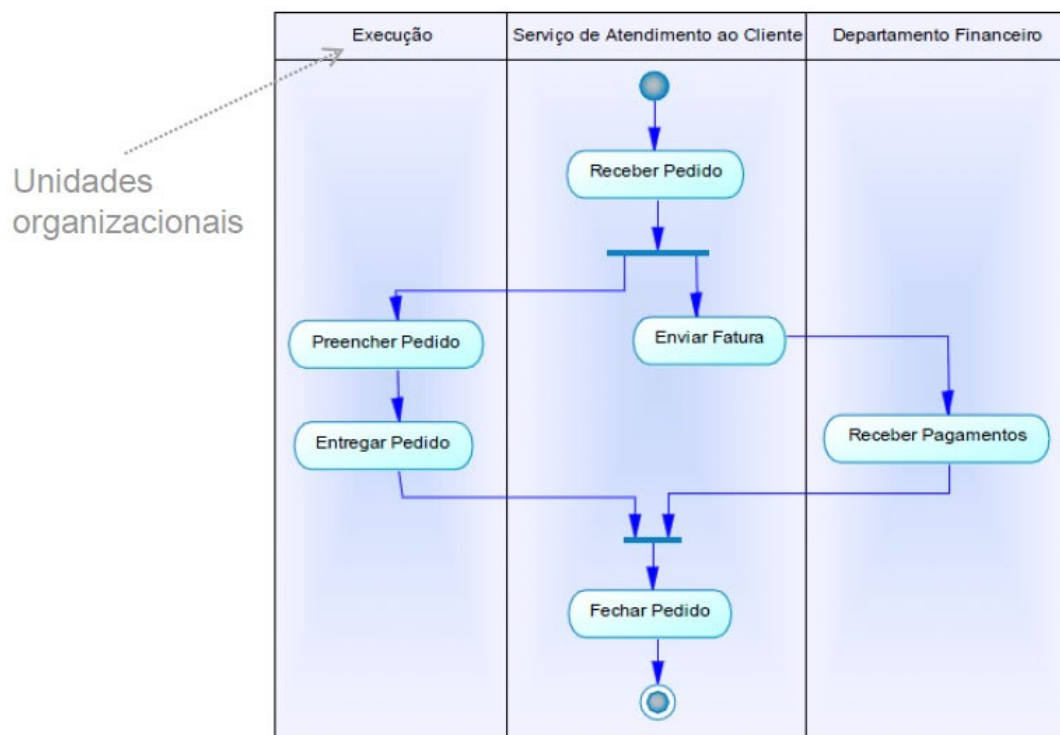 Execução
Serviço de Atendimento ao Cliente
Departamento Financeiro
Unidades
organizacionais
Receber Pedido
Preencher Pedido
Enviar Fatura
Entregar Pedido
Receber Pagamentos
Fechar Pedido